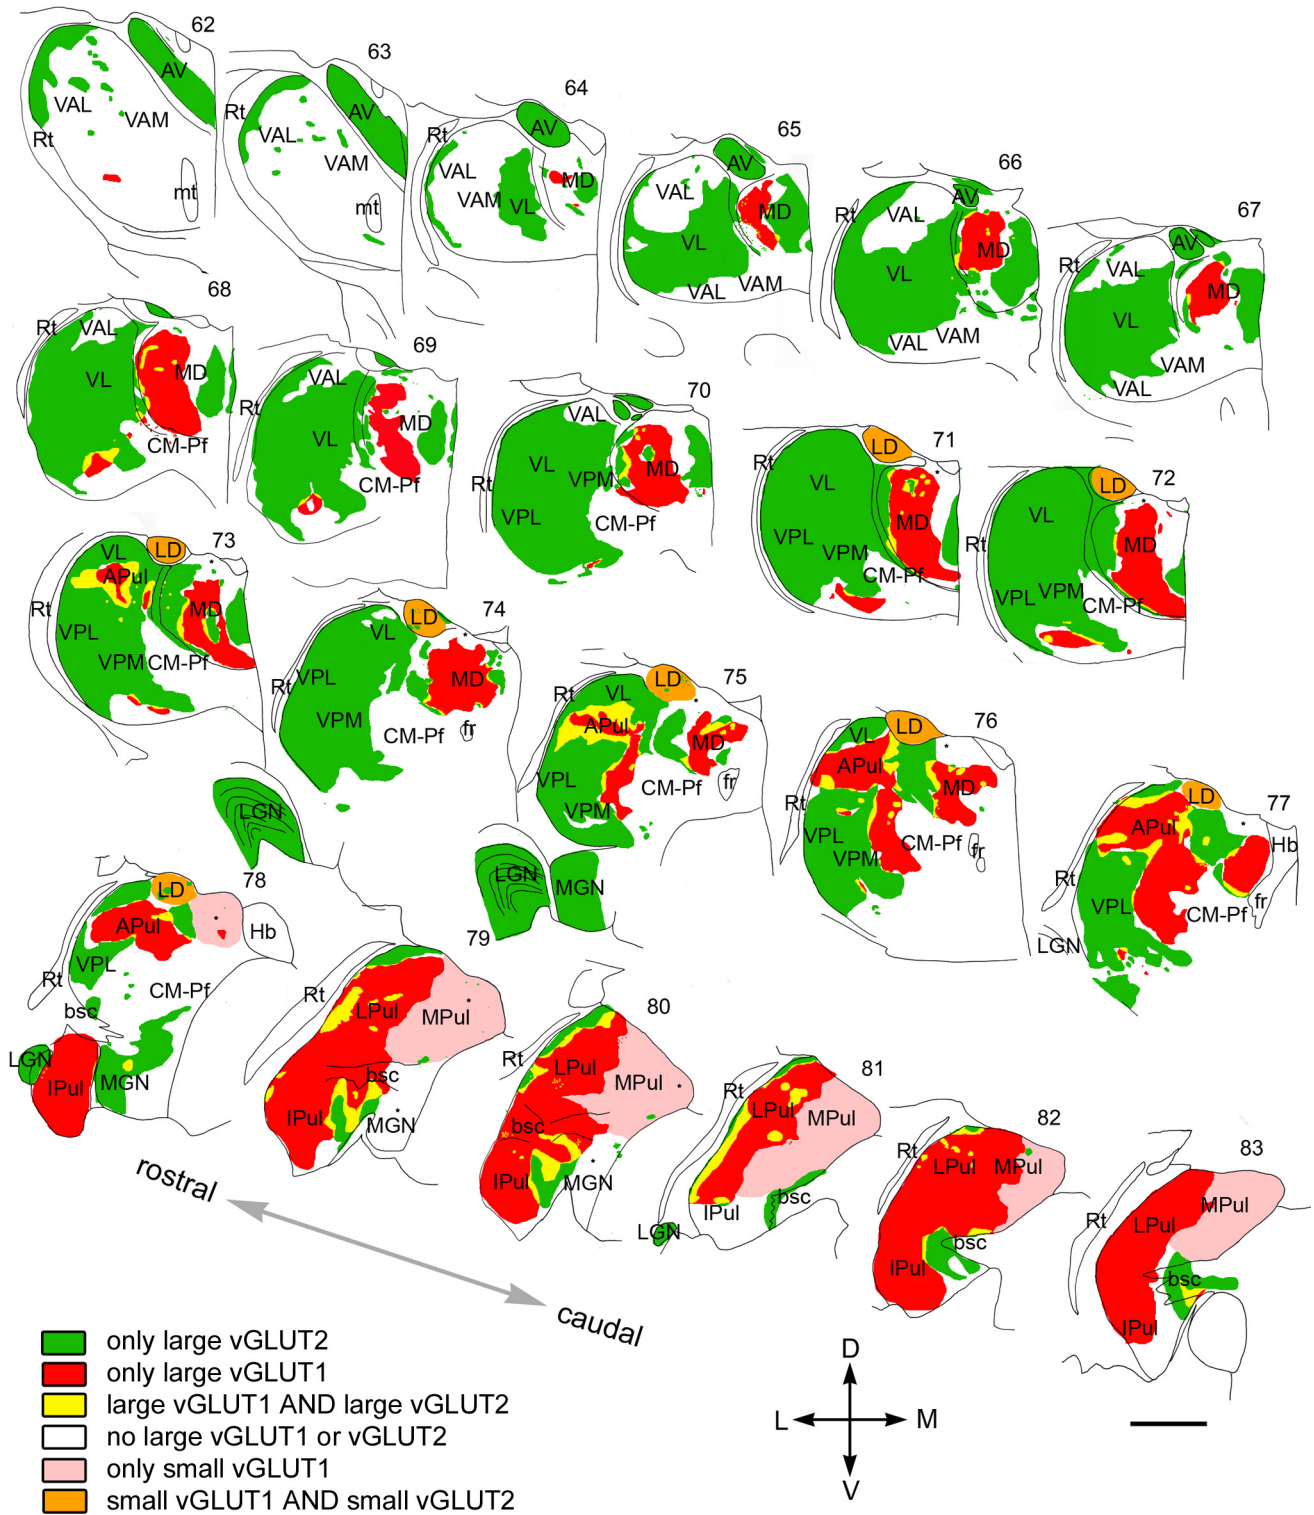 62
AV
VAL
VAM
Rt
mt
63
Rt
AV
VAL
VAM
mt
64
Rt
AV
VAL
MD
VAM
VL
65
AV
VAL
MD
VL
VAM
VAL
66
AV
Rt
VAL
MD
VL
VAM
VAL
67
AV
Rt
VAL
MD
VL
VAM
VAL
68
Rt
VAL
MD
VL
CM-Pf
69
VAL
Rt
MD
VL
CM-Pf
70
VAL
VL
MD
VPM
Rt
VPL
CM-Pf
71
LD
Rt
VL
MD
VPL
VPM
CM-Pf
72
LD
VL
Rt
MD
VPM
VPL
CM-Pf
73
LD
VL
APul
Rt
MD
VPL
VPM
CM-Pf
74
LD
VL
VPL
Rt
MD
VPM
CM-Pf
fr
LGN
75
LD
Rt
VL
APul
MD
VPL
CM-Pf
fr
VPM
LGN
MGN
76
LD
VL
APul
MD
Rt
VPL
CM-Pf
fr
VPM
77
LD
APul
Hb
Rt
VPL
fr
CM-Pf
LGN
78
LD
APul
Hb
VPL
Rt
CM-Pf
bsc
LGN
IPul
MGN
79
Rt
LPul
MPul
bsc
IPul
MGN
80
Rt
LPul
MPul
bsc
IPul
MGN
81
Rt
LPul
MPul
bsc
IPul
LGN
82
Rt
LPul
MPul
bsc
IPul
83
Rt
LPul
MPul
bsc
IPul
rostral
caudal
only large vGLUT2
only large vGLUT1
large vGLUT1 AND large vGLUT2
no large vGLUT1 or vGLUT2
only small vGLUT1
small vGLUT1 AND small vGLUT2
D
L
M
V